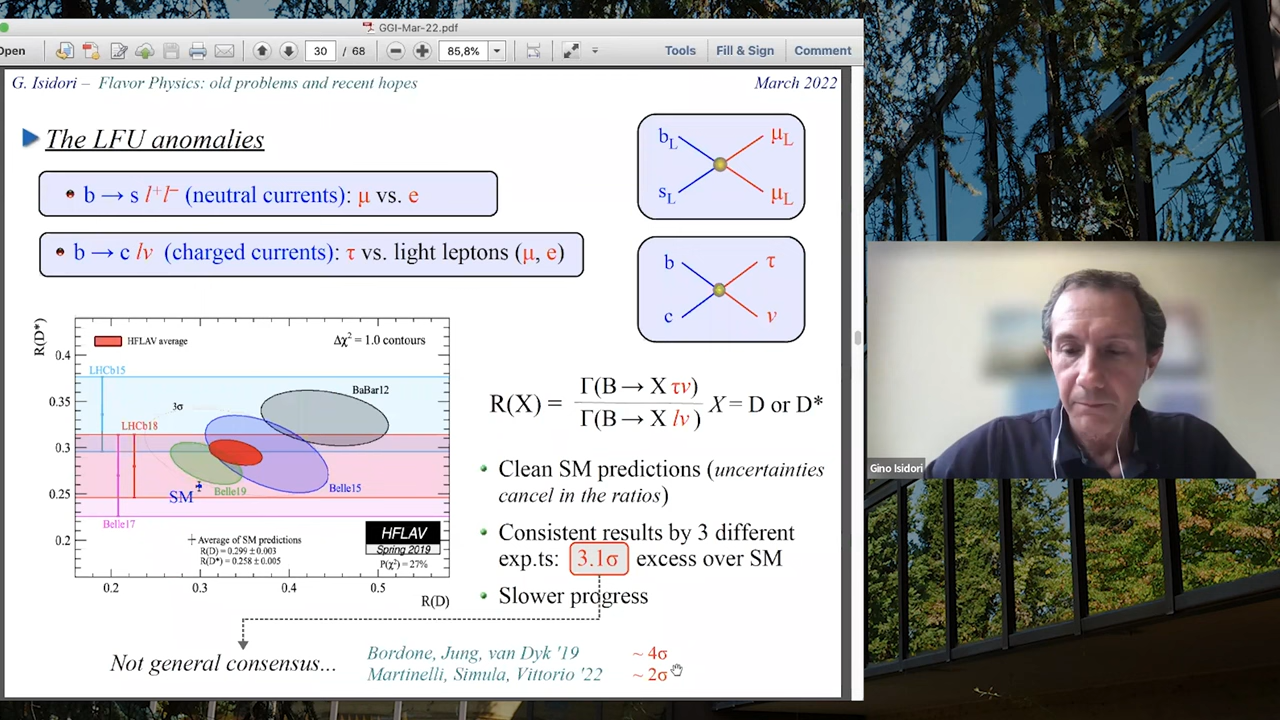 GGI-Mar-22.pdf
Open
30 / 68
85,8%
Tools
Fill & Sign
Comment
G. Isidori – Flavor Physics: old problems and recent hopes
March 2022
The LFU anomalies
• b → s l⁺l⁻ (neutral currents): μ vs. e
• b → c lν (charged currents): τ vs. light leptons (μ, e)
b_L
μ_L
s_L
μ_L
b
τ
c
ν
R(D*)
HFLAV average
Δχ² = 1.0 contours
0.4
LHCb15
BaBar12
0.35
3σ
LHCb18
0.3
0.25
SM
Belle19
Belle15
Belle17
0.2
Average of SM predictions
R(D) = 0.299 ± 0.003
R(D*) = 0.258 ± 0.005
HFLAV
Spring 2019
P(χ²) = 27%
0.2
0.3
0.4
0.5
R(D)
R(X) = Γ(B → X τν) / Γ(B → X lν) X = D or D*
• Clean SM predictions (uncertainties
cancel in the ratios)
• Consistent results by 3 different
exp.ts: 3.1σ excess over SM
• Slower progress
Not general consensus...
Bordone, Jung, van Dyk '19 ~ 4σ
Martinelli, Simula, Vittorio '22 ~ 2σ
Gino Isidori